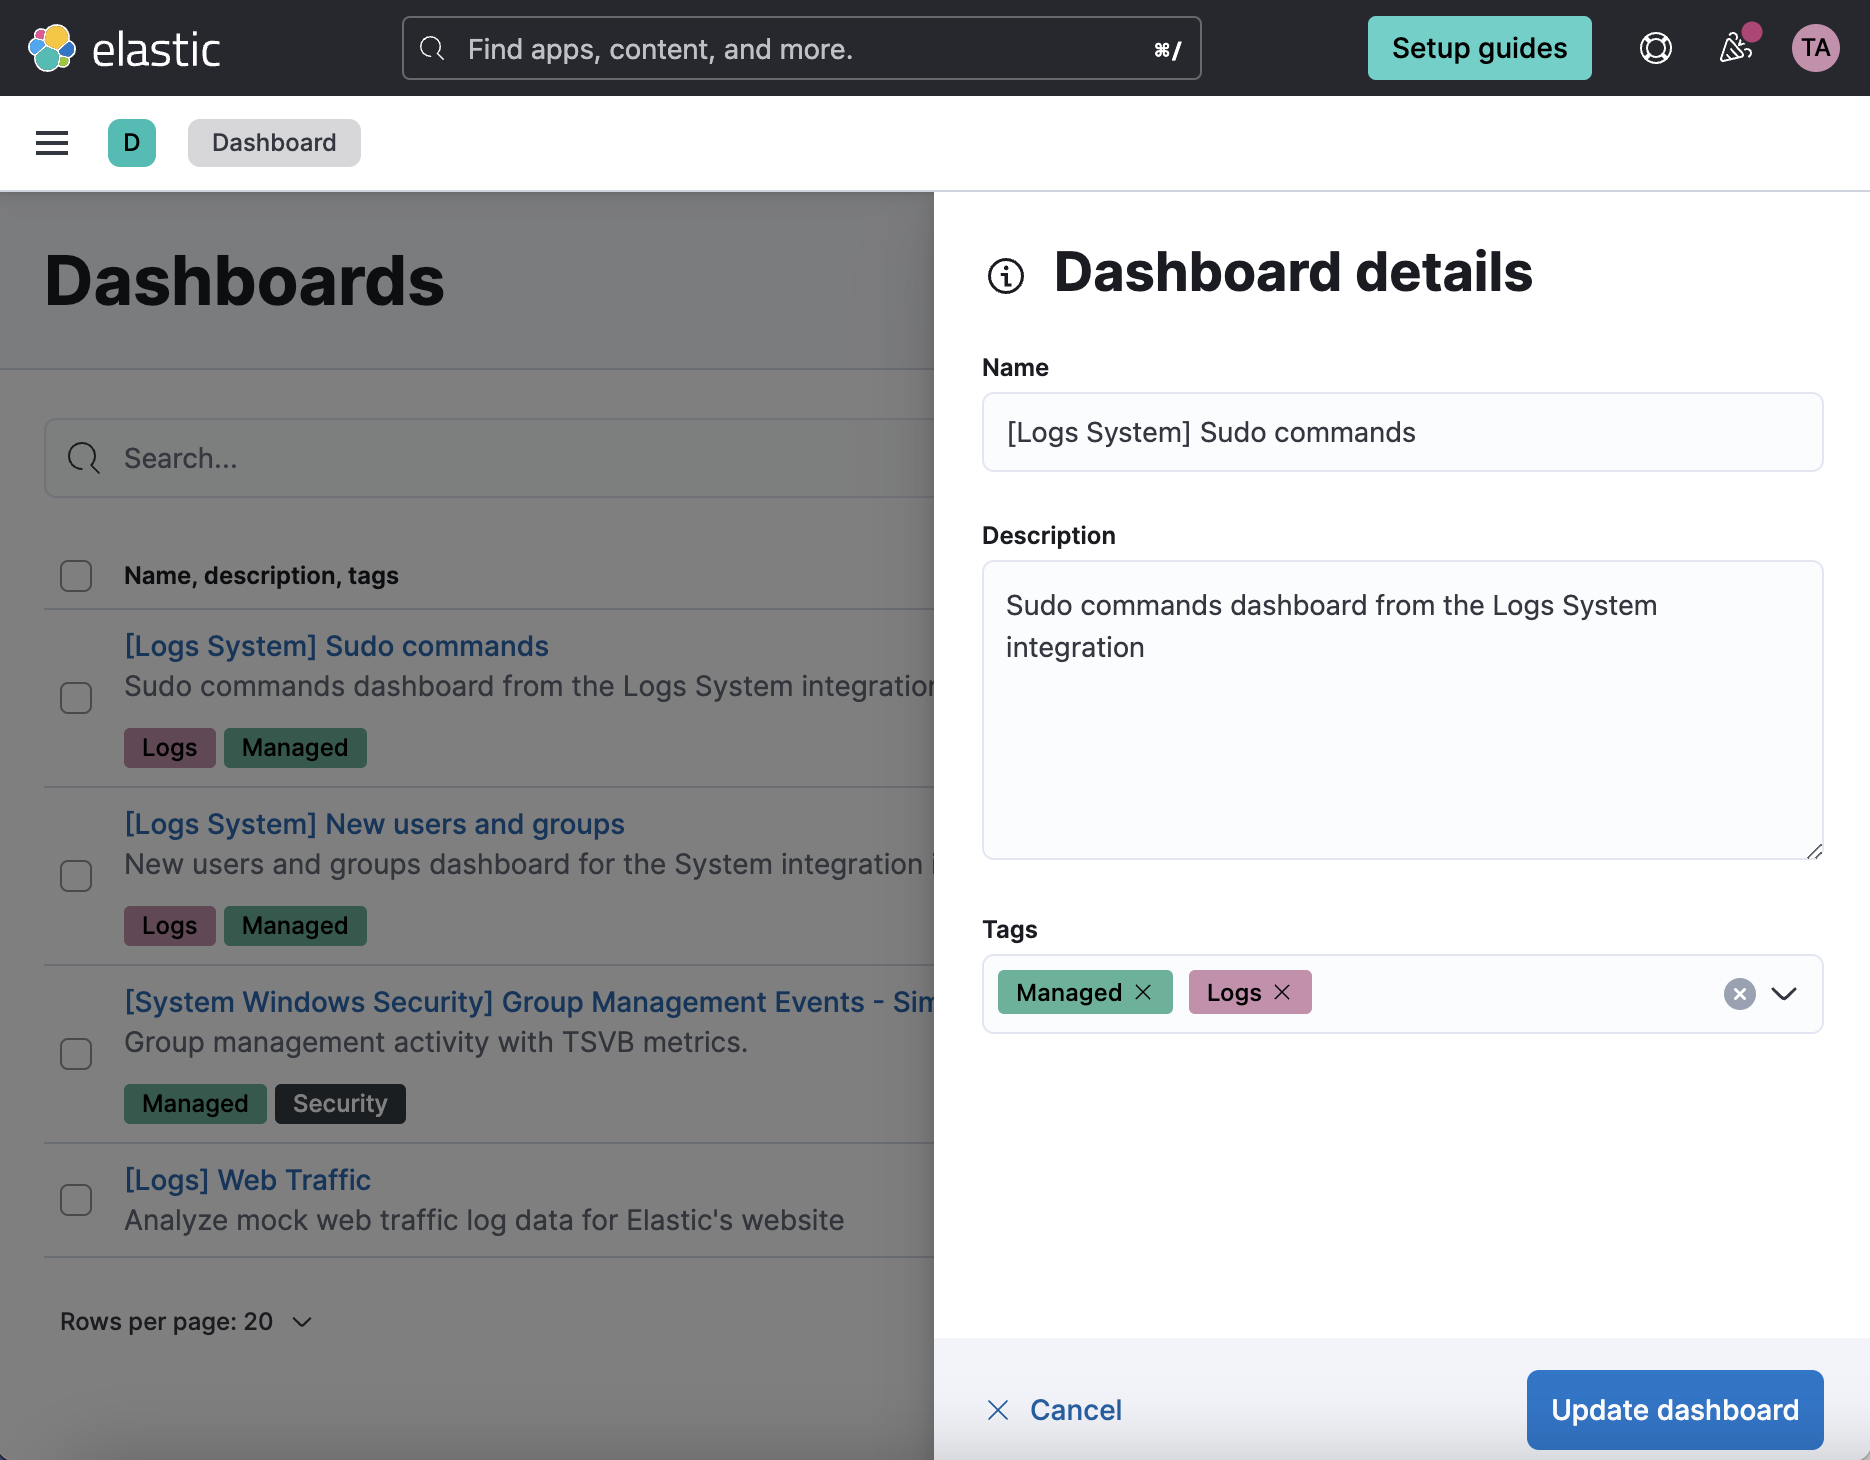 elastic
Find apps, content, and more.
⌘/
Setup guides
TA
D
Dashboard
Dashboards
Search...
Name, description, tags
[Logs System] Sudo commands
Sudo commands dashboard from the Logs System integration
Logs Managed
[Logs System] New users and groups
New users and groups dashboard for the System integration
Logs Managed
[System Windows Security] Group Management Events - Sim
Group management activity with TSVB metrics.
Managed Security
[Logs] Web Traffic
Analyze mock web traffic log data for Elastic's website
Rows per page: 20
Dashboard details
Name
[Logs System] Sudo commands
Description
Sudo commands dashboard from the Logs System
integration
Tags
Managed
Logs
Cancel
Update dashboard